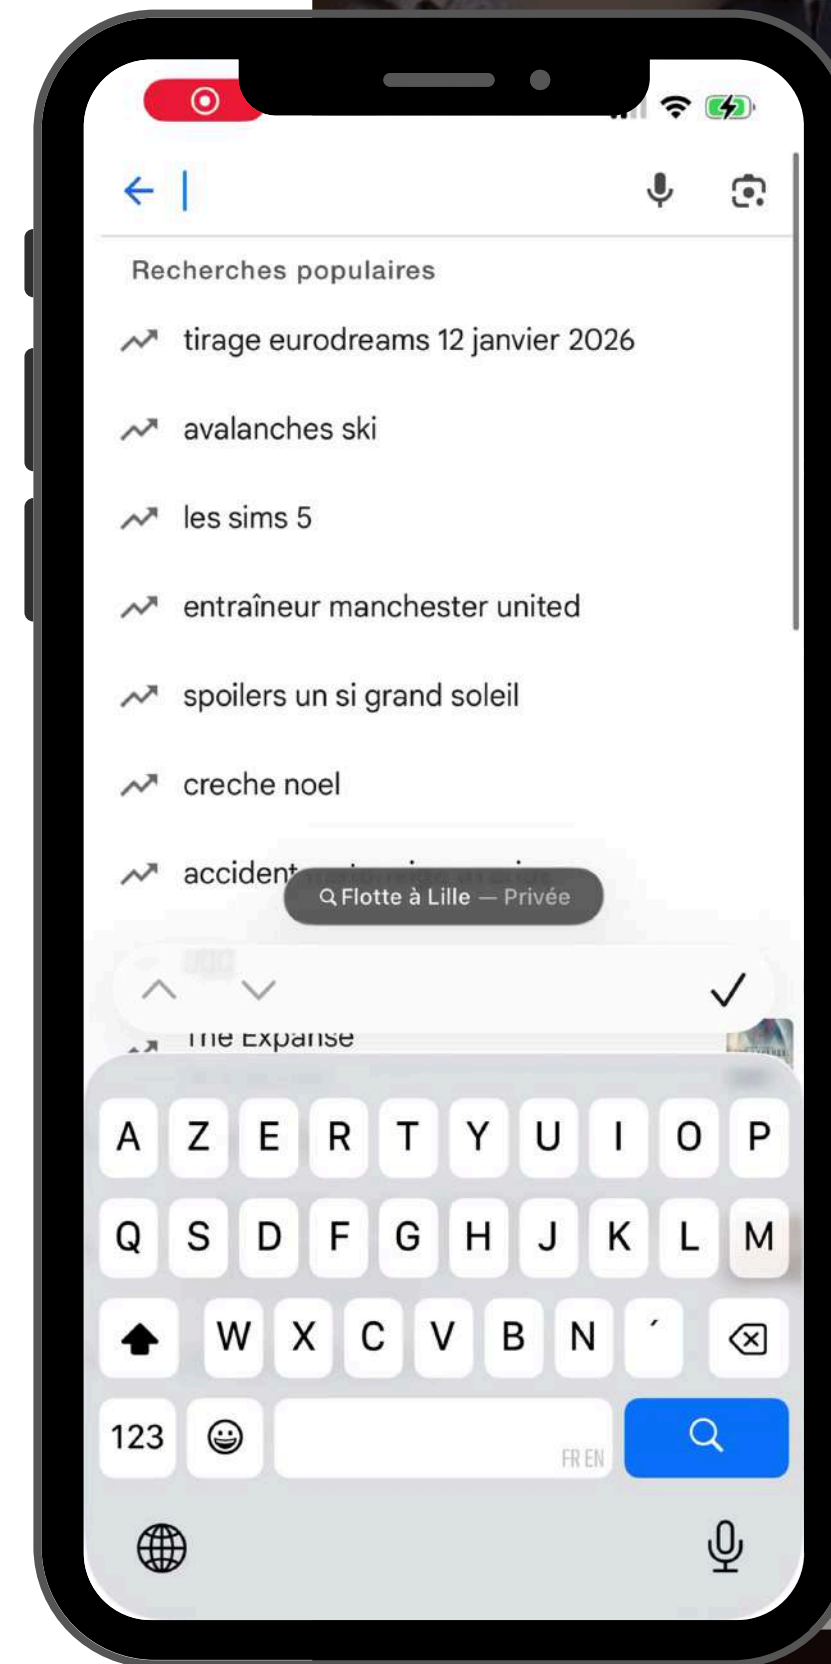 Recherches populaires
tirage eurodreams 12 janvier 2026
avalanches ski
les sims 5
entraîneur manchester united
spoilers un si grand soleil
creche noel
accident
Flotte à Lille — Privée
The Expanse
A Z E R T Y U I O P
Q S D F G H J K L M
W X C V B N ´
123
FR EN